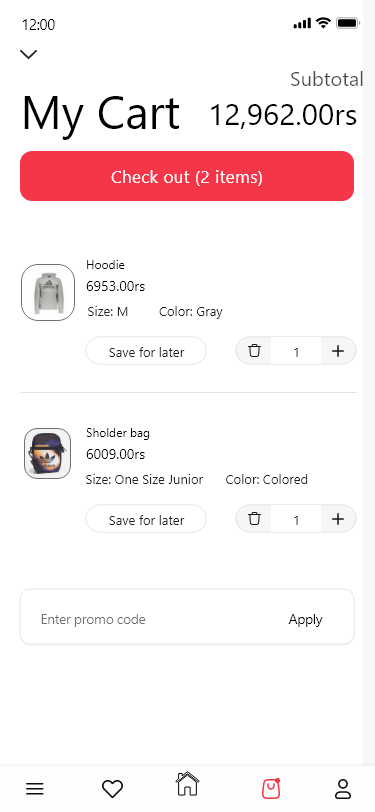 12:00
Subtotal
My Cart
12,962.00rs
Check out (2 items)
Hoodie
6953.00rs
Size: M Color: Gray
Save for later
1
Sholder bag
6009.00rs
Size: One Size Junior Color: Colored
Save for later
1
Enter promo code
Apply